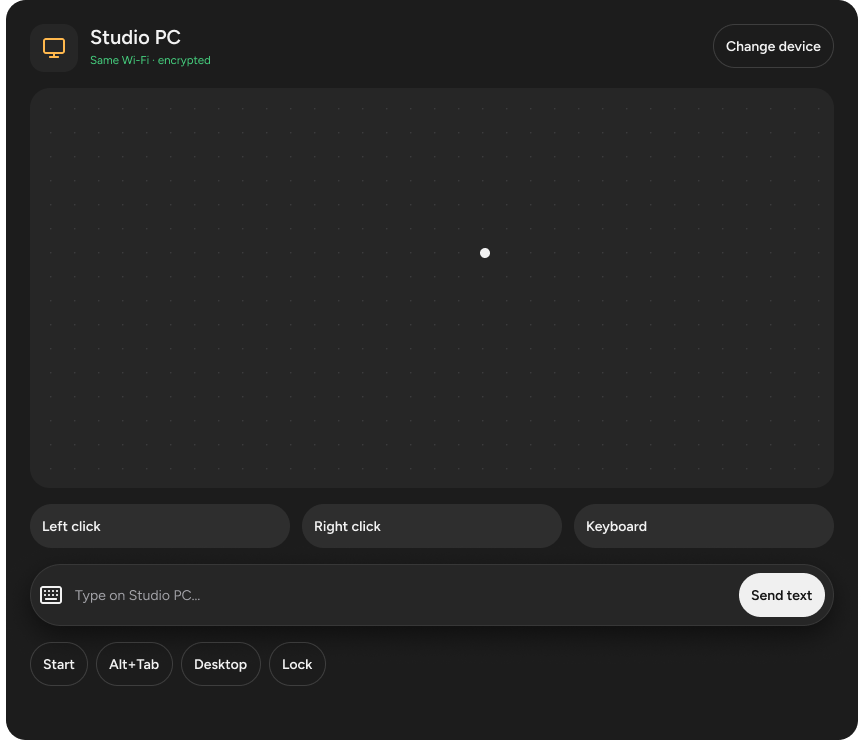 Studio PC
Same Wi-Fi · encrypted
Change device
Left click
Right click
Keyboard
Type on Studio PC...
Send text
Start
Alt+Tab
Desktop
Lock